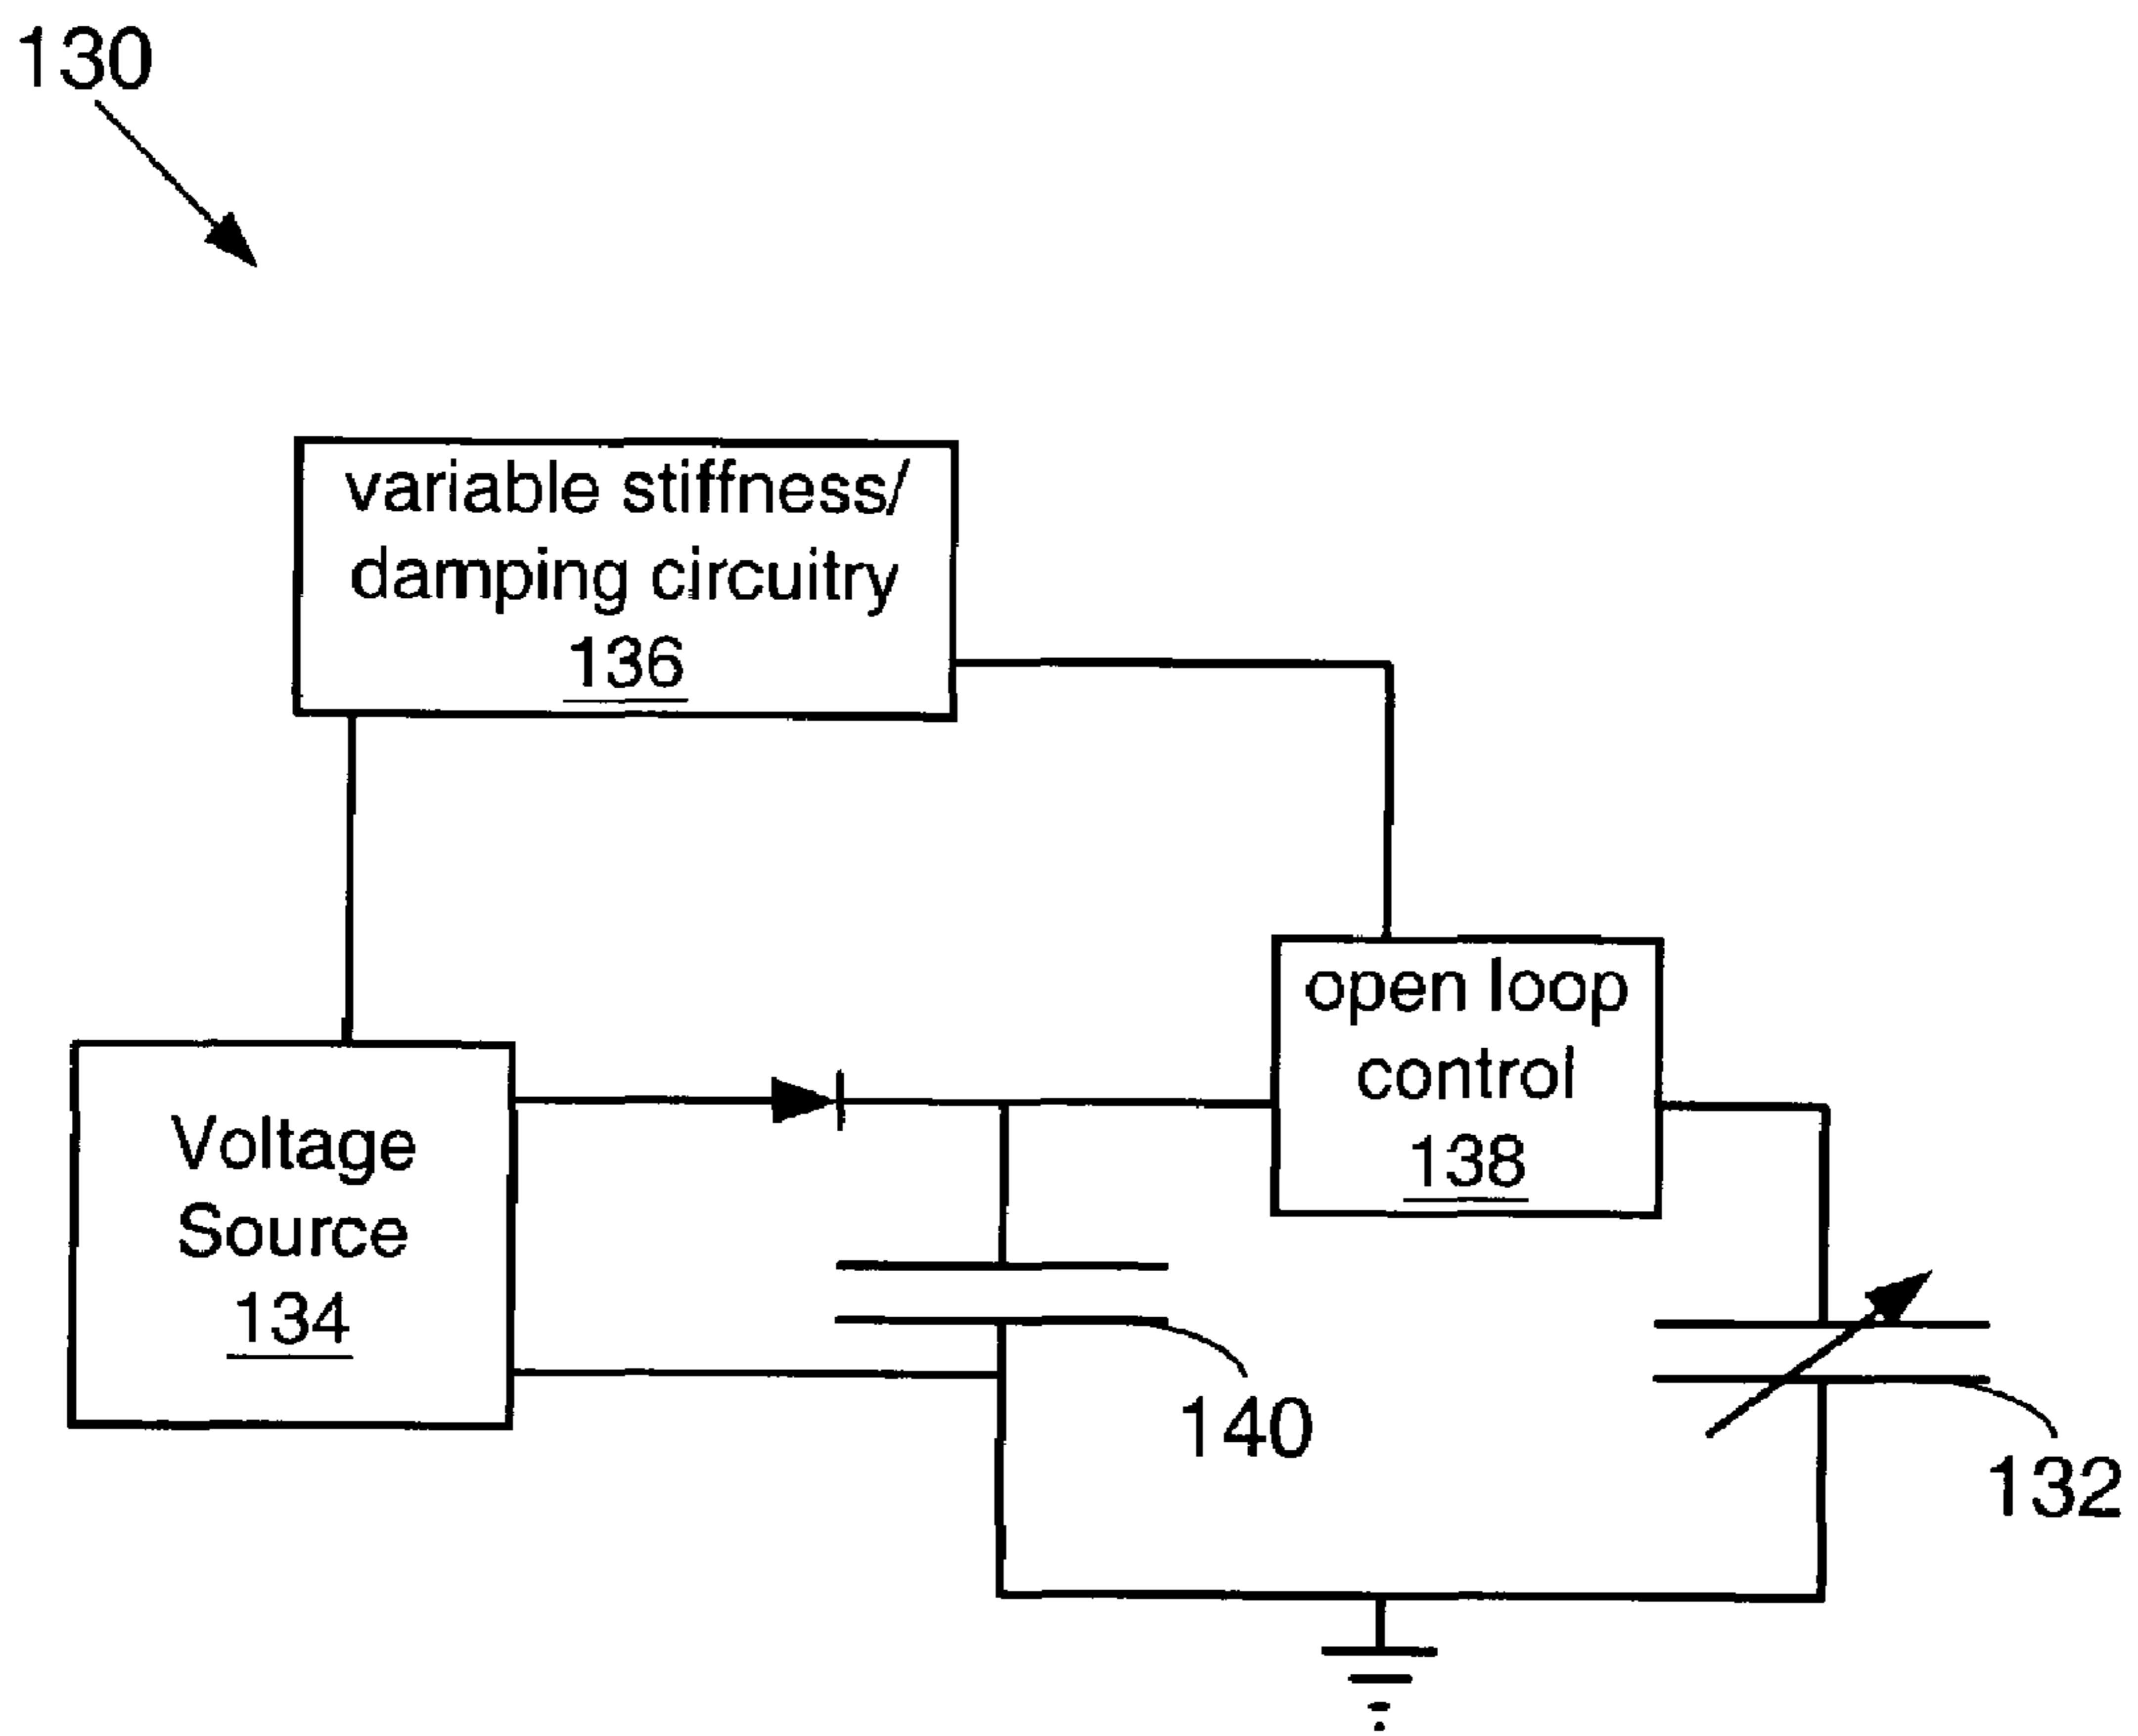 130
variable stiffness/
damping circuitry
136
open loop
control
138
Voltage
Source
134
140
132